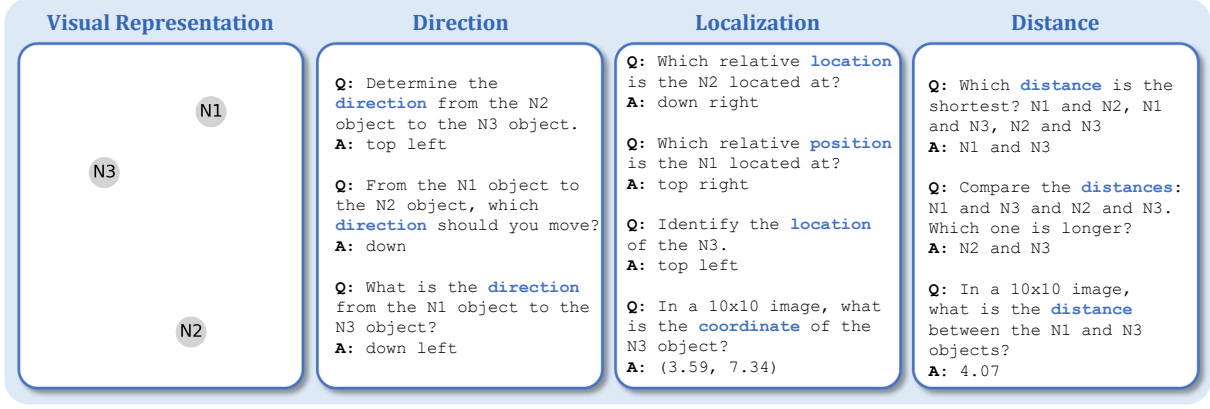 Visual Representation
N1
N3
N2
Direction
Q: Determine the
direction from the N2
object to the N3 object.
A: top left
Q: From the N1 object to
the N2 object, which
direction should you move?
A: down
Q: What is the direction
from the N1 object to the
N3 object?
A: down left
Localization
Q: Which relative location
is the N2 located at?
A: down right
Q: Which relative position
is the N1 located at?
A: top right
Q: Identify the location
of the N3.
A: top left
Q: In a 10x10 image, what
is the coordinate of the
N3 object?
A: (3.59, 7.34)
Distance
Q: Which distance is the
shortest? N1 and N2, N1
and N3, N2 and N3
A: N1 and N3
Q: Compare the distances:
N1 and N3 and N2 and N3.
Which one is longer?
A: N2 and N3
Q: In a 10x10 image,
what is the distance
between the N1 and N3
objects?
A: 4.07